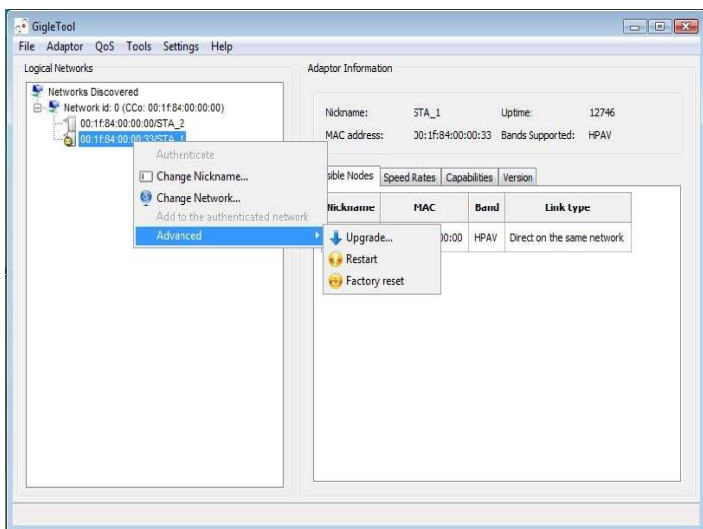 GigleTool
File Adaptor QoS Tools Settings Help
Logical Networks
Networks Discovered
Network id: 0 (CCo: 00:1f:84:00:00:00)
00:1f:84:00:00:00/STA_2
00:1f:84:00:00:33/STA_1
Authenticate
Change Nickname...
Change Network...
Add to the authenticated network
Advanced
Upgrade...
Restart
Factory reset
Adaptor Information
Nickname: STA_1 Uptime: 12746
MAC address: 00:1f:84:00:00:33 Bands Supported: HPAV
sible Nodes Speed Rates Capabilities Version
Nickname MAC Band Link type
00:00 HPAV Direct on the same network